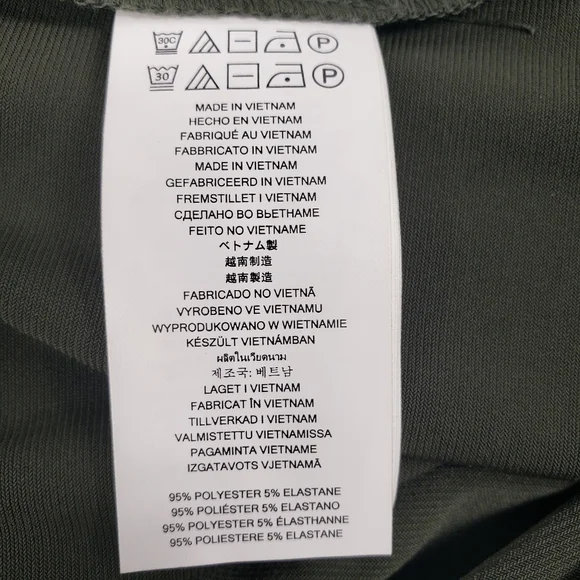 30C P
30 P
MADE IN VIETNAM
HECHO EN VIETNAM
FABRIQUÉ AU VIETNAM
FABBRICATO IN VIETNAM
MADE IN VIETNAM
GEFABRICEERD IN VIETNAM
FREMSTILLET I VIETNAM
СДЕЛАНО ВО ВЬЕТНАМЕ
FEITO NO VIETNAME
ベトナム製
越南制造
越南製造
FABRICADO NO VIETNÃ
VYROBENO VE VIETNAMU
WYPRODUKOWANO W WIETNAMIE
KÉSZÜLT VIETNÁMBAN
ผลิตในเวียดนาม
제조국: 베트남
LAGET I VIETNAM
FABRICAT ÎN VIETNAM
TILLVERKAD I VIETNAM
VALMISTETTU VIETNAMISSA
PAGAMINTA VIETNAME
IZGATAVOTS VJETNAMĀ
95% POLYESTER 5% ELASTANE
95% POLIÉSTER 5% ELASTANO
95% POLYESTER 5% ÉLASTHANNE
95% POLIESTERE 5% ELASTANE